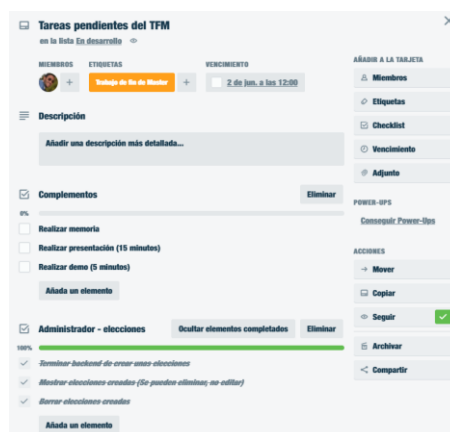 Tareas pendientes del TFM
en la lista En desarrollo
MIEMBROS ETIQUETAS VENCIMIENTO
+ Trabajo de fin de Master + 2 de jun. a las 12:00
Descripción
Añadir una descripción más detallada...
Complementos Eliminar
0%
Realizar memoria
Realizar presentación (15 minutos)
Realizar demo (5 minutos)
Añada un elemento
Administrador - elecciones Ocultar elementos completados Eliminar
100%
Terminar backend de crear unas elecciones
Mostrar elecciones creadas (Se pueden eliminar, no editar)
Borrar elecciones creadas
Añada un elemento
AÑADIR A LA TARJETA
Miembros
Etiquetas
Checklist
Vencimiento
Adjunto
POWER-UPS
Conseguir Power-Ups
ACCIONES
Mover
Copiar
Seguir
Archivar
Compartir